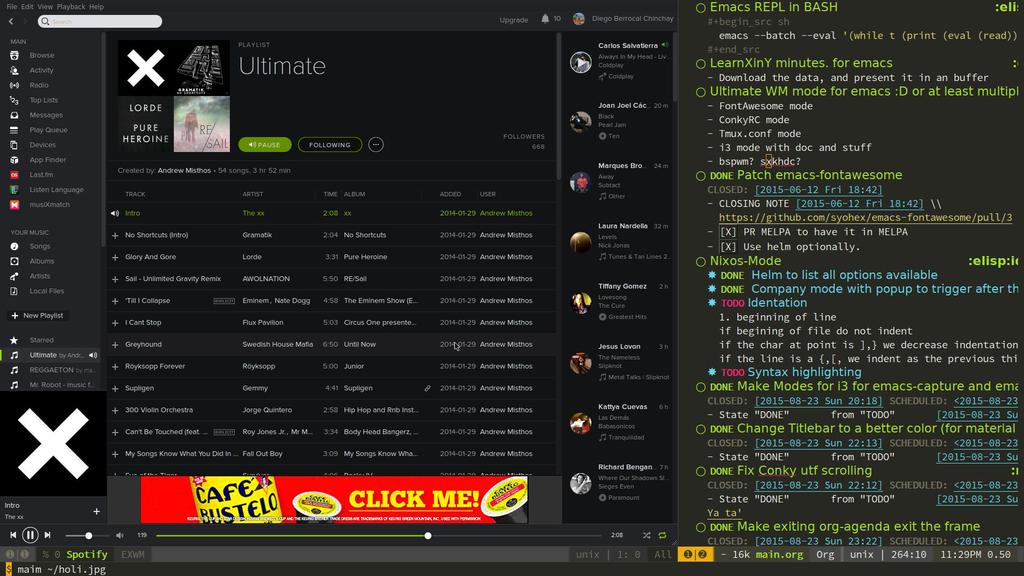 File Edit View Playback Help
Search
Upgrade 10 Diego Berrocal Chinchay
MAIN
Browse
Activity
Radio
Top Lists
Messages
Play Queue
Devices
App Finder
Last.fm
Listen Language
musiXmatch
YOUR MUSIC
Songs
Albums
Artists
Local Files
New Playlist
Starred
Ultimate by Andr...
REGGAETON by ma...
Mr. Robot - music f...
Intro
The xx
GRAMATIK
LORDE
PURE
HEROINE
RE/
SAIL
PLAYLIST
Ultimate
PAUSE FOLLOWING
FOLLOWERS
668
Created by: Andrew Misthos • 54 songs, 3 hr 52 min
TRACK ARTIST TIME ALBUM ADDED USER
Intro The xx 2:08 xx 2014-01-29 Andrew Misthos
No Shortcuts (Intro) Gramatik 2:04 No Shortcuts 2014-01-29 Andrew Misthos
Glory And Gore Lorde 3:31 Pure Heroine 2014-01-29 Andrew Misthos
Sail - Unlimited Gravity Remix AWOLNATION 5:50 RE/Sail 2014-01-29 Andrew Misthos
'Till I Collapse EXPLICIT Eminem, Nate Dogg 4:58 The Eminem Show (E... 2014-01-29 Andrew Misthos
I Cant Stop Flux Pavilion 5:03 Circus One presente... 2014-01-29 Andrew Misthos
Greyhound Swedish House Mafia 6:50 Until Now 2014-01-29 Andrew Misthos
Röyksopp Forever Röyksopp 5:00 Junior 2014-01-29 Andrew Misthos
Supligen Gemmy 4:41 Supligen 2014-01-29 Andrew Misthos
300 Violin Orchestra Jorge Quintero 2:58 Hip Hop and Rnb Inst... 2014-01-29 Andrew Misthos
Can't Be Touched (feat. ... EXPLICIT Roy Jones Jr., Mr M... 3:34 Body Head Bangerz, ... 2014-01-29 Andrew Misthos
My Songs Know What You Did In ... Fall Out Boy 3:09 My Songs Know Wha... 2014-01-29 Andrew Misthos
CAFÉ
BUSTELO
CLICK ME!
1:19 2:08
Carlos Salvatierra
Always In My Head - Liv...
Coldplay
Coldplay
Joan Joel Các... 20 m
Black
Pearl Jam
Ten
Marques Bro... 24 m
Away
Subtact
Other
Laura Nardella 32 m
Levels
Nick Jonas
Tunes & Tan Lines 2...
Tiffany Gomez 2 h
Lovesong
The Cure
Greatest Hits
Jesus Lovon 3 h
The Nameless
Slipknot
Metal Talks | Slipknot
Kattya Cuevas 6 h
Las Demás
Babasonicos
Tranquilidad
Richard Bengan... 7 h
Where Our Shadows Si...
Sieges Even
Paramount
Emacs REPL in BASH :elis
#+begin_src sh
emacs --batch --eval '(while t (print (eval (read))
#+end_src
LearnXinY minutes. for emacs :
- Download the data, and present it in an buffer
Ultimate WM mode for emacs :D or at least multipl
- FontAwesome mode
- ConkyRC mode
- Tmux.conf mode
- i3 mode with doc and stuff
- bspwm? sxkhdc?
DONE Patch emacs-fontawesome
CLOSED: [2015-06-12 Fri 18:42]
- CLOSING NOTE [2015-06-12 Fri 18:42] \\
https://github.com/syohex/emacs-fontawesome/pull/3
- [X] PR MELPA to have it in MELPA
- [X] Use helm optionally.
Nixos-Mode :elisp:ic
DONE Helm to list all options available
DONE Company mode with popup to trigger after th
TODO Identation
1. beginning of line
if begining of file do not indent
if the char at point is ],} we decrease indentation
if the line is a {,[, we indent as the previous thi
TODO Syntax highlighting
DONE Make Modes for i3 for emacs-capture and ema
CLOSED: [2015-08-23 Sun 20:18] SCHEDULED: <2015-08-23
- State "DONE" from "TODO" [2015-08-23 Su
DONE Change Titlebar to a better color (for material
CLOSED: [2015-08-23 Sun 22:13] SCHEDULED: <2015-08-23
- State "DONE" from "TODO" [2015-08-23 Su
DONE Fix Conky utf scrolling
CLOSED: [2015-08-23 Sun 22:12] SCHEDULED: <2015-08-23
- State "DONE" from "TODO" [2015-08-23 Su
Ya ta'
DONE Make exiting org-agenda exit the frame
CLOSED: [2015-08-23 Sun 23:22] SCHEDULED: <2015-08-23
% 0 Spotify EXWM unix | 1: 0 All
1 2 - 16k main.org Org unix | 264:10 11:29PM 0.50
$ maim ~/holi.jpg